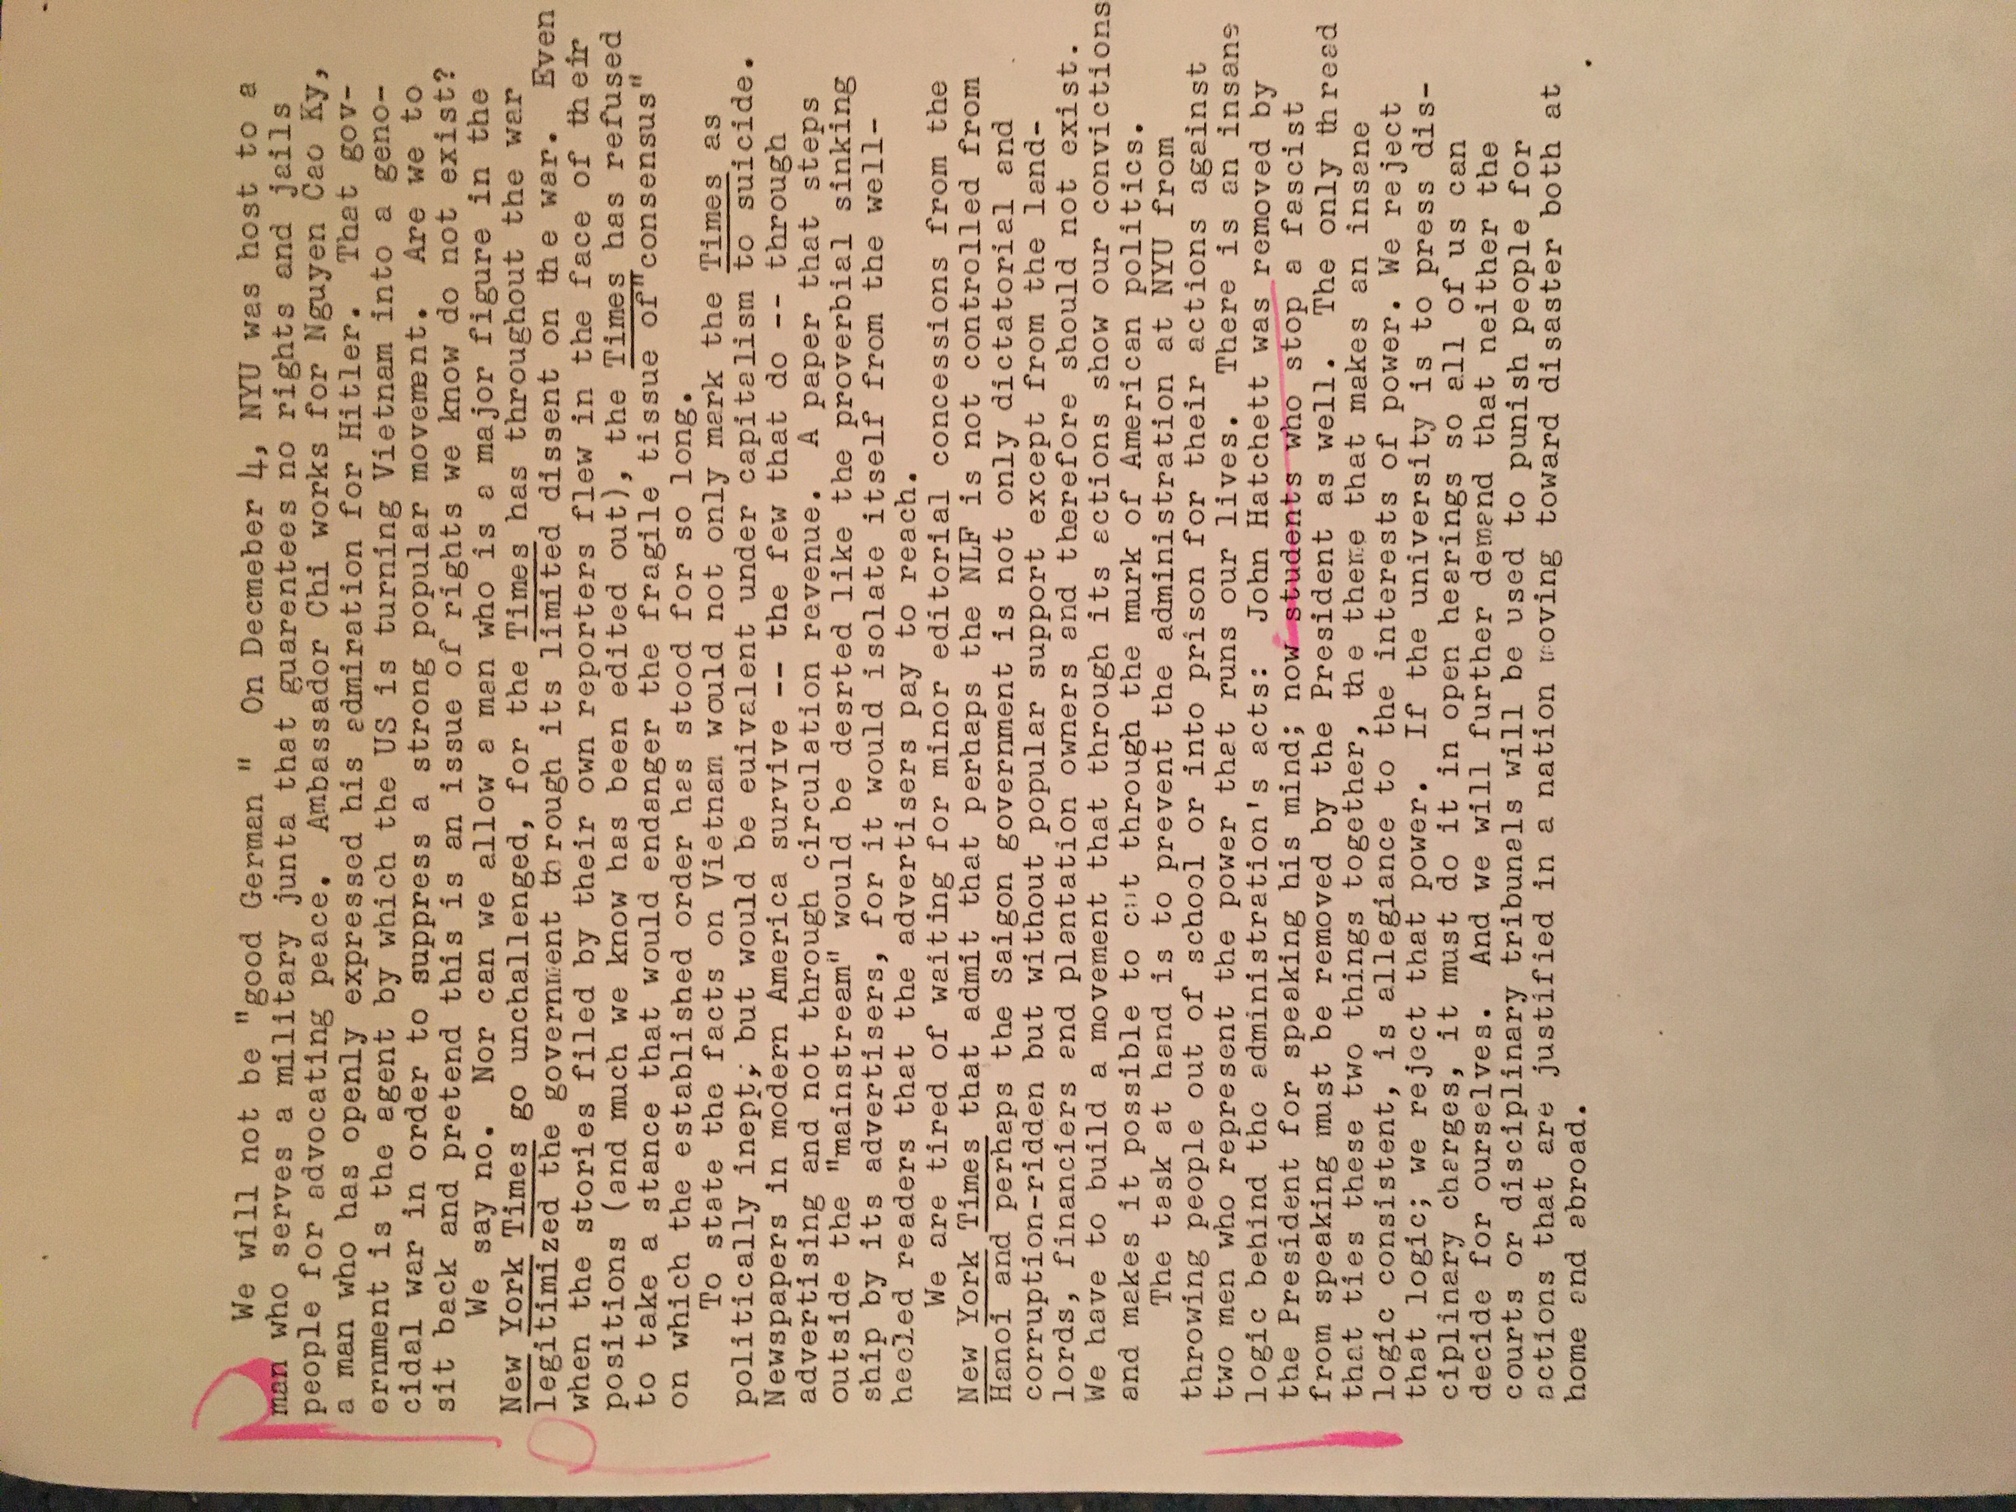 We will not be "good German " On Decmeber 4, NYU was host to a
man who serves a military junta that guarentees no rights and jails
people for advocating peace. Ambassador Chi works for Nguyen Cao Ky,
a man who has openly expressed his admiration for Hitler. That gov-
ernment is the agent by which the US is turning Vietnam into a geno-
cidal war in order to suppress a strong popular movement. Are we to
sit back and pretend this is an issue of rights we know do not exist?
We say no. Nor can we allow a man who is a major figure in the
New York Times go unchallenged, for the Times has throughout the war
legitimized the government through its limited dissent on the war. Even
when the stories filed by their own reporters flew in the face of their
positions (and much we know has been edited out), the Times has refused
to take a stance that would endanger the fragile tissue of"consensus"
on which the established order has stood for so long.
To state the facts on Vietnam would not only mark the Times as
politically inept; but would be euivalent under capitalism to suicide.
Newspapers in modern America survive -- the few that do -- through
advertising and not through circulation revenue. A paper that steps
outside the "mainstream" would be deserted like the proverbial sinking
ship by its advertisers, for it would isolate itself from the well-
heeled readers that the advertisers pay to reach.
We are tired of waiting for minor editorial concessions from the
New York Times that admit that perhaps the NLF is not controlled from
Hanoi and perhaps the Saigon government is not only dictatorial and
corruption-ridden but without popular support except from the land-
lords, financiers and plantation owners and therefore should not exist.
We have to build a movement that through its actions show our convictions
and makes it possible to cut through the murk of American politics.
The task at hand is to prevent the administration at NYU from
throwing people out of school or into prison for their actions against
two men who represent the power that runs our lives. There is an insane
logic behind the administration's acts: John Hatchett was removed by
the President for speaking his mind; now students who stop a fascist
from speaking must be removed by the President as well. The only thread
that ties these two things together, the theme that makes an insane
logic consistent, is allegiance to the interests of power. We reject
that logic; we reject that power. If the university is to press dis-
ciplinary charges, it must do it in open hearings so all of us can
decide for ourselves. And we will further demand that neither the
courts or disciplinary tribunals will be used to punish people for
actions that are justified in a nation moving toward disaster both at
home and abroad.